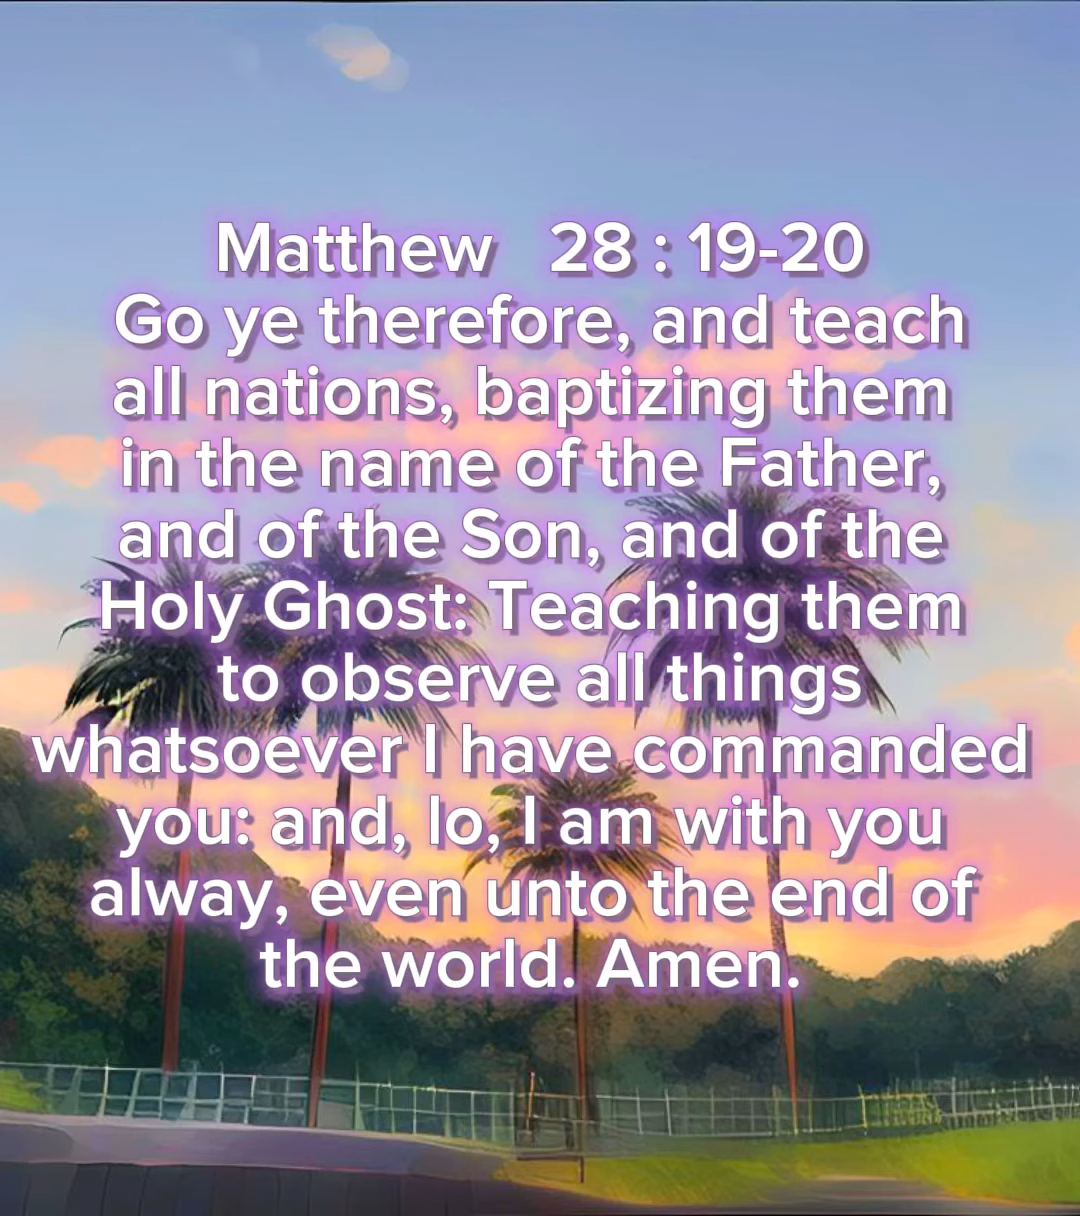 Matthew 28 : 19-20
Go ye therefore, and teach
all nations, baptizing them
in the name of the Father,
and of the Son, and of the
Holy Ghost: Teaching them
to observe all things
whatsoever I have commanded
you: and, lo, I am with you
alway, even unto the end of
the world. Amen.